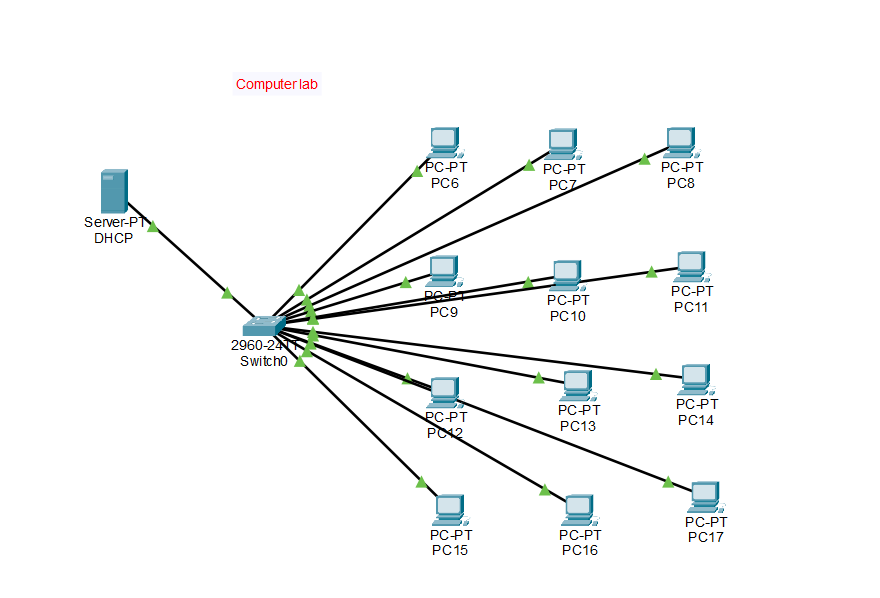 Computer lab
PC-PT
PC6
PC-PT
PC7
PC-PT
PC8
Server-PT
DHCP
PC-PT
PC9
PC-PT
PC10
PC-PT
PC11
2960-24TT
Switch0
PC-PT
PC12
PC-PT
PC13
PC-PT
PC14
PC-PT
PC15
PC-PT
PC16
PC-PT
PC17